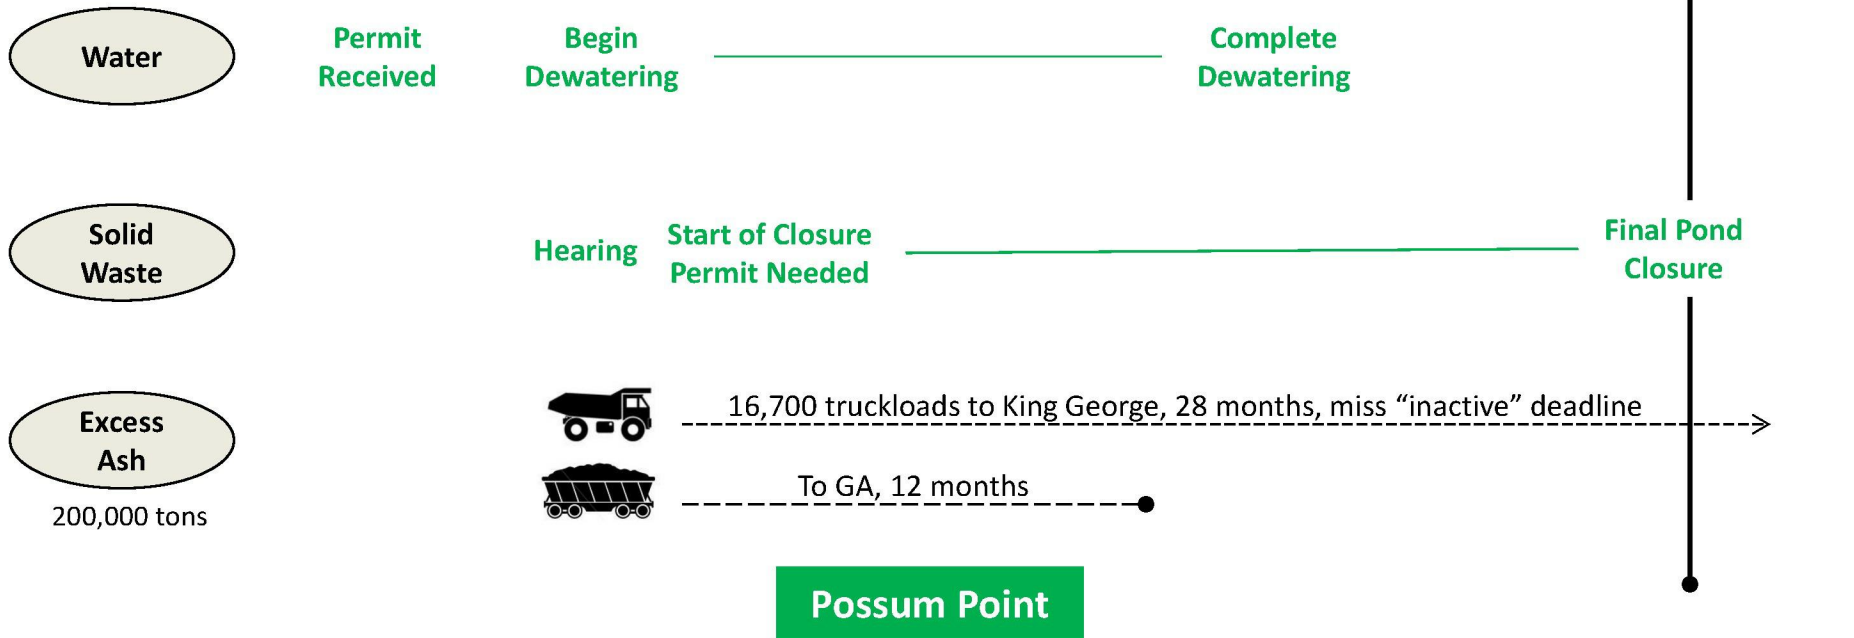 Water
Permit
Received
Begin
Dewatering
Complete
Dewatering
Solid
Waste
Hearing
Start of Closure
Permit Needed
Final Pond
Closure
Excess
Ash
200,000 tons
16,700 truckloads to King George, 28 months, miss “inactive” deadline
To GA, 12 months
Possum Point